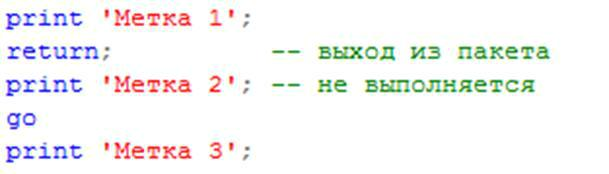 print 'Метка 1';
return;          -- выход из пакета
print 'Метка 2'; -- не выполняется
go
print 'Метка 3';